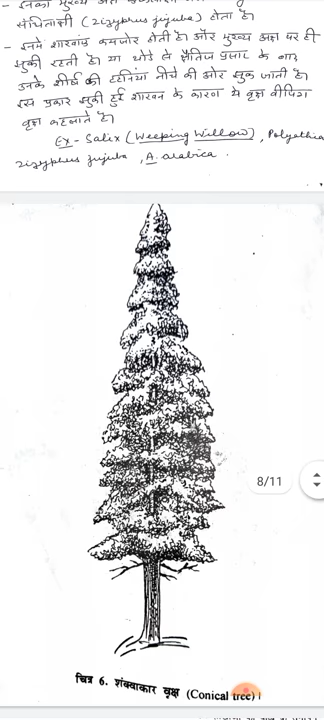 संधिताक्षी (zizyphus jujuba) होता है।
- इनमें शाखाएं कमजोर होती है। और मुख्य अक्ष पर ही
झुकी रहती है। या थोडे से क्षैतिज प्रसार के बाद
उनके शीर्ष की टहनियां नीचे की ओर झुक जाती है।
इस प्रकार झुकी हुई शाखन के कारण ये वृक्ष वीपिंग
वृक्ष कहलाते है।
Ex - Salix (Weeping Willow), Polyalthia
zizyphus jujuba, A. arabica.
8/11
चित्र 6. शंक्वाकार वृक्ष (Conical tree)।